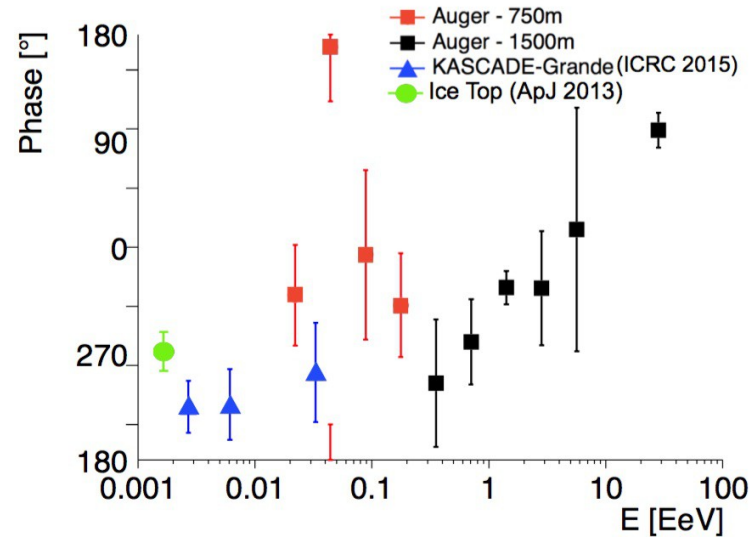 Auger - 750m
Auger - 1500m
KASCADE-Grande (ICRC 2015)
Ice Top (ApJ 2013)
Phase [°]
180
90
0
270
180
0.001 0.01 0.1 1 10 100
E [EeV]